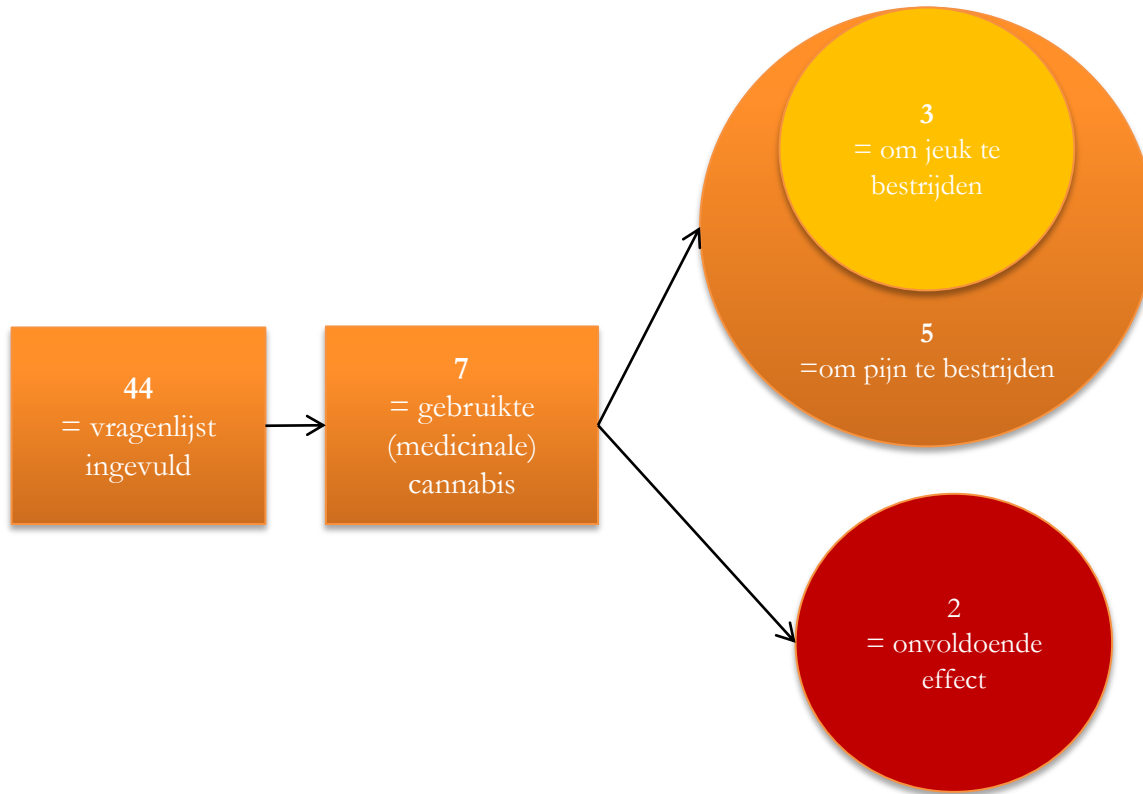 44
= vragenlijst
ingevuld
7
= gebruikte
(medicinale)
cannabis
3
= om jeuk te
bestrijden
5
=om pijn te bestrijden
2
= onvoldoende
effect